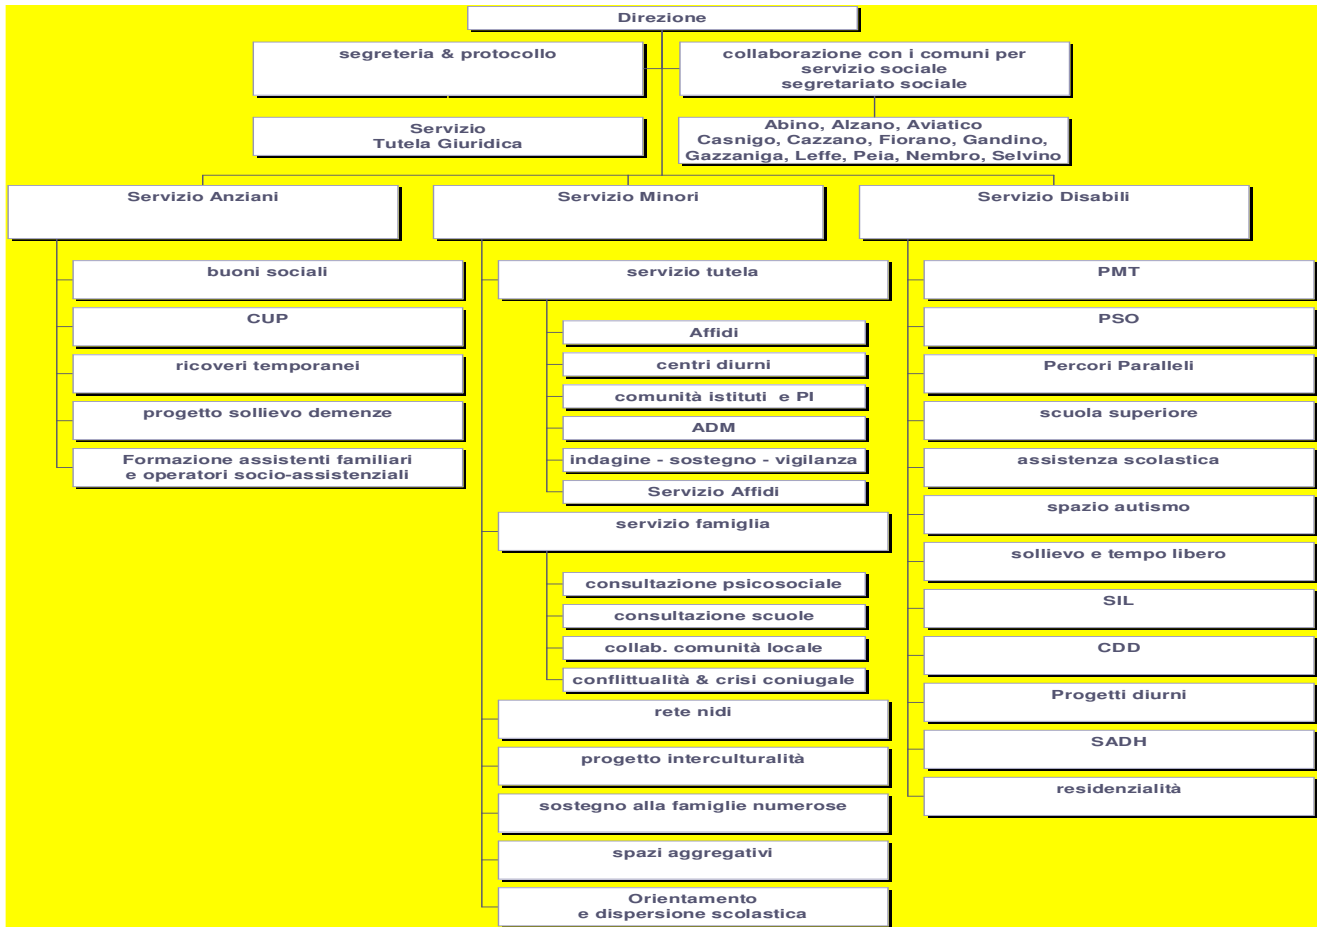 Direzione
segreteria & protocollo
collaborazione con i comuni per
servizio sociale
segretariato sociale
Servizio
Tutela Giuridica
Abino, Alzano, Aviatico
Casnigo, Cazzano, Fiorano, Gandino,
Gazzaniga, Leffe, Peia, Nembro, Selvino
Servizio Anziani
buoni sociali
CUP
ricoveri temporanei
progetto sollievo demenze
Formazione assistenti familiari
e operatori socio-assistenziali
Servizio Minori
servizio tutela
Affidi
centri diurni
comunità istituti e PI
ADM
indagine - sostegno - vigilanza
Servizio Affidi
servizio famiglia
consultazione psicosociale
consultazione scuole
collab. comunità locale
conflittualità & crisi coniugale
rete nidi
progetto interculturalità
sostegno alla famiglie numerose
spazi aggregativi
Orientamento
e dispersione scolastica
Servizio Disabili
PMT
PSO
Percori Paralleli
scuola superiore
assistenza scolastica
spazio autismo
sollievo e tempo libero
SIL
CDD
Progetti diurni
SADH
residenzialità